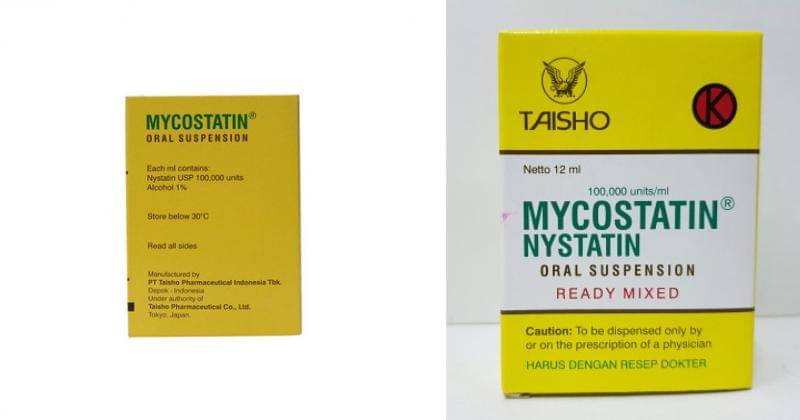 MYCOSTATIN®
ORAL SUSPENSION
Each ml contains:
Nystatin USP 100,000 units
Alcohol 1%
Store below 30°C
Read all sides
Manufactured by
PT Taisho Pharmaceutical Indonesia Tbk.
Depok - Indonesia
Under authority of
Taisho Pharmaceutical Co., Ltd.
Tokyo, Japan.
TAISHO
K
Netto 12 ml
100,000 units/ml
MYCOSTATIN®
NYSTATIN
ORAL SUSPENSION
READY MIXED
Caution: To be dispensed only by
or on the prescription of a physician
HARUS DENGAN RESEP DOKTER